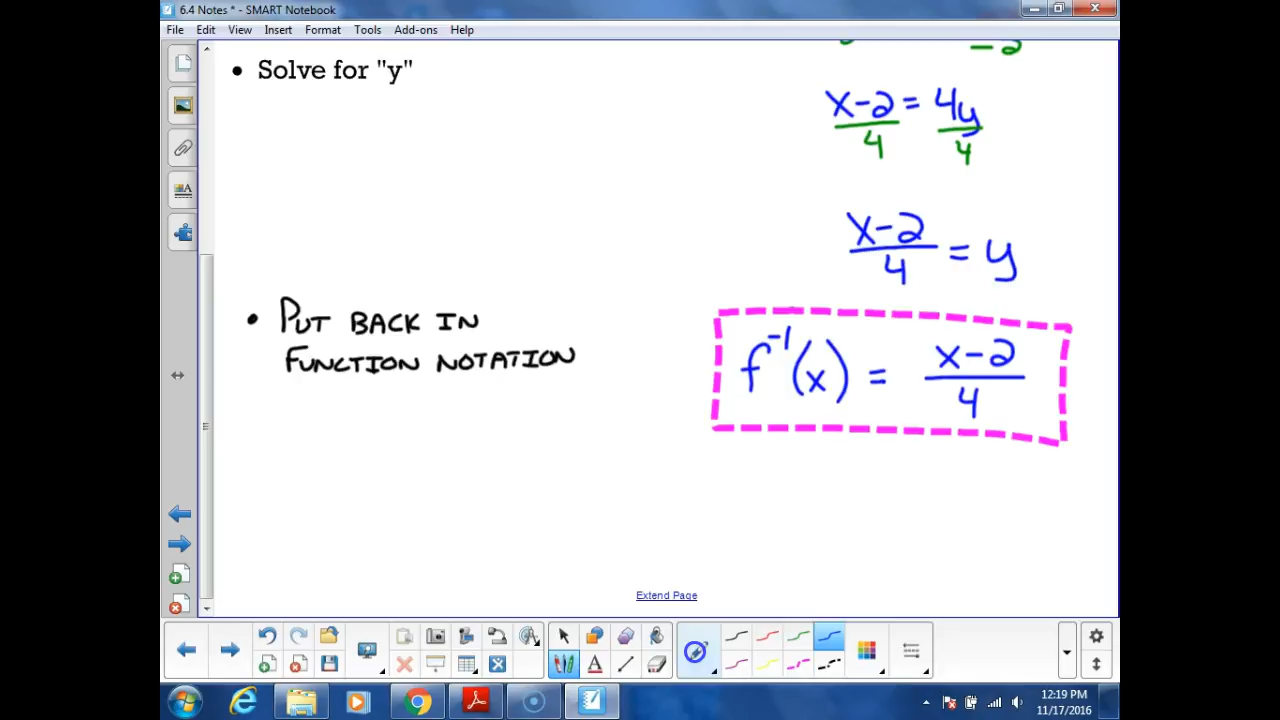 6.4 Notes * - SMART Notebook
File Edit View Insert Format Tools Add-ons Help
• Solve for "y"
-2
x-2 = 4y
4 4
x-2
4 = y
• PUT BACK IN
FUNCTION NOTATION
f⁻¹(x) = x-2
4
Extend Page
12:19 PM
11/17/2016